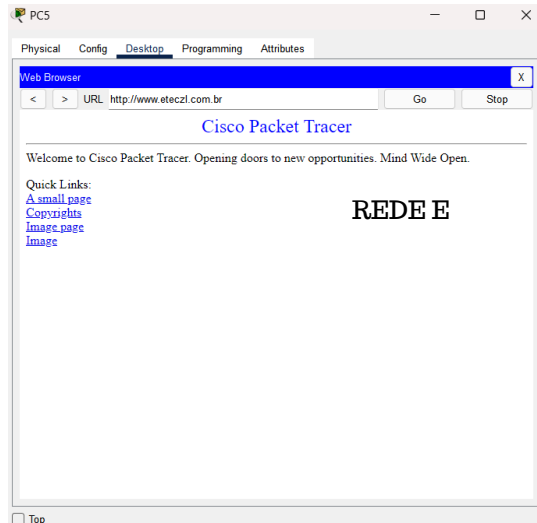 PC5
Physical Config Desktop Programming Attributes
Web Browser X
< > URL http://www.eteczl.com.br Go Stop
Cisco Packet Tracer
Welcome to Cisco Packet Tracer. Opening doors to new opportunities. Mind Wide Open.
Quick Links:
A small page
Copyrights
Image page
Image
REDE E
Top